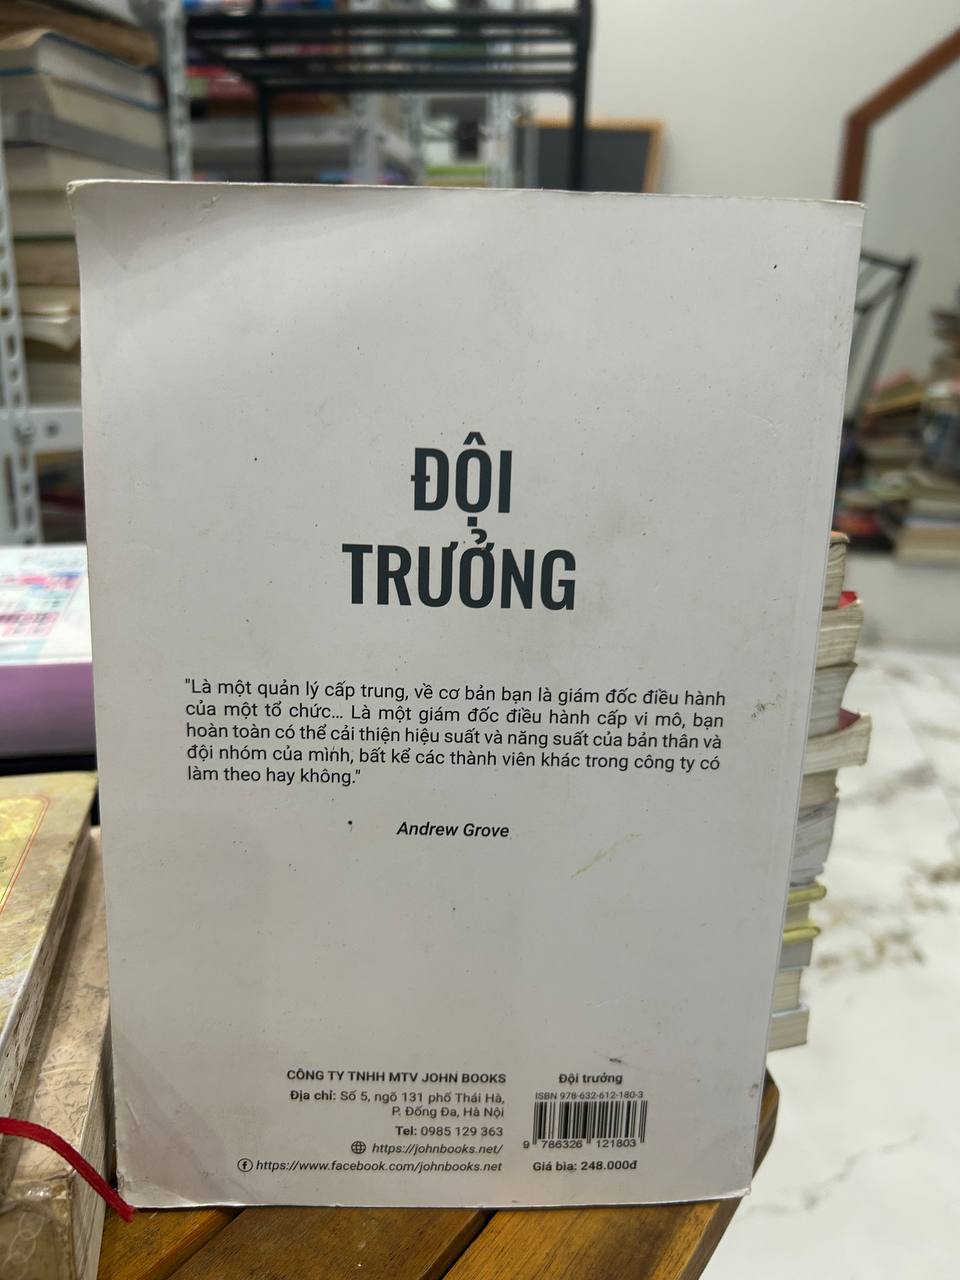 ĐỘI
TRƯỞNG
"Là một quản lý cấp trung, về cơ bản bạn là giám đốc điều hành
của một tổ chức... Là một giám đốc điều hành cấp vi mô, bạn
hoàn toàn có thể cải thiện hiệu suất và năng suất của bản thân và
đội nhóm của mình, bất kể các thành viên khác trong công ty có
làm theo hay không."
Andrew Grove
CÔNG TY TNHH MTV JOHN BOOKS
Địa chỉ: Số 5, ngõ 131 phố Thái Hà,
P. Đống Đa, Hà Nội
Tel: 0985 129 363
https://johnbooks.net/
https://www.facebook.com/johnbooks.net
Đội trưởng
ISBN 978-632-612-180-3
9 786326 121803
Giá bìa: 248.000đ